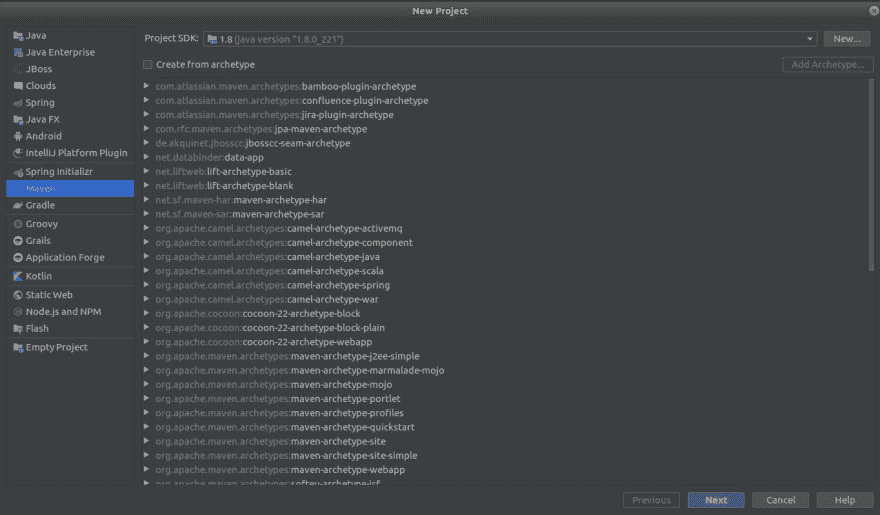 New Project
Java
Java Enterprise
JBoss
Clouds
Spring
Java FX
Android
IntelliJ Platform Plugin
Spring Initializr
Maven
Gradle
Groovy
Grails
Application Forge
Kotlin
Static Web
Node.js and NPM
Flash
Empty Project
Project SDK: 1.8 (java version "1.8.0_221") New...
Create from archetype Add Archetype...
com.atlassian.maven.archetypes:bamboo-plugin-archetype
com.atlassian.maven.archetypes:confluence-plugin-archetype
com.atlassian.maven.archetypes:jira-plugin-archetype
com.rfc.maven.archetypes:jpa-maven-archetype
de.akquinet.jbosscc:jbosscc-seam-archetype
net.databinder:data-app
net.liftweb:lift-archetype-basic
net.liftweb:lift-archetype-blank
net.sf.maven-har:maven-archetype-har
net.sf.maven-sar:maven-archetype-sar
org.apache.camel.archetypes:camel-archetype-activemq
org.apache.camel.archetypes:camel-archetype-component
org.apache.camel.archetypes:camel-archetype-java
org.apache.camel.archetypes:camel-archetype-scala
org.apache.camel.archetypes:camel-archetype-spring
org.apache.camel.archetypes:camel-archetype-war
org.apache.cocoon:cocoon-22-archetype-block
org.apache.cocoon:cocoon-22-archetype-block-plain
org.apache.cocoon:cocoon-22-archetype-webapp
org.apache.maven.archetypes:maven-archetype-j2ee-simple
org.apache.maven.archetypes:maven-archetype-marmalade-mojo
org.apache.maven.archetypes:maven-archetype-mojo
org.apache.maven.archetypes:maven-archetype-portlet
org.apache.maven.archetypes:maven-archetype-profiles
org.apache.maven.archetypes:maven-archetype-quickstart
org.apache.maven.archetypes:maven-archetype-site
org.apache.maven.archetypes:maven-archetype-site-simple
org.apache.maven.archetypes:maven-archetype-webapp
org.apache.maven.archetypes:softeu-archetype-jsf
Previous Next Cancel Help